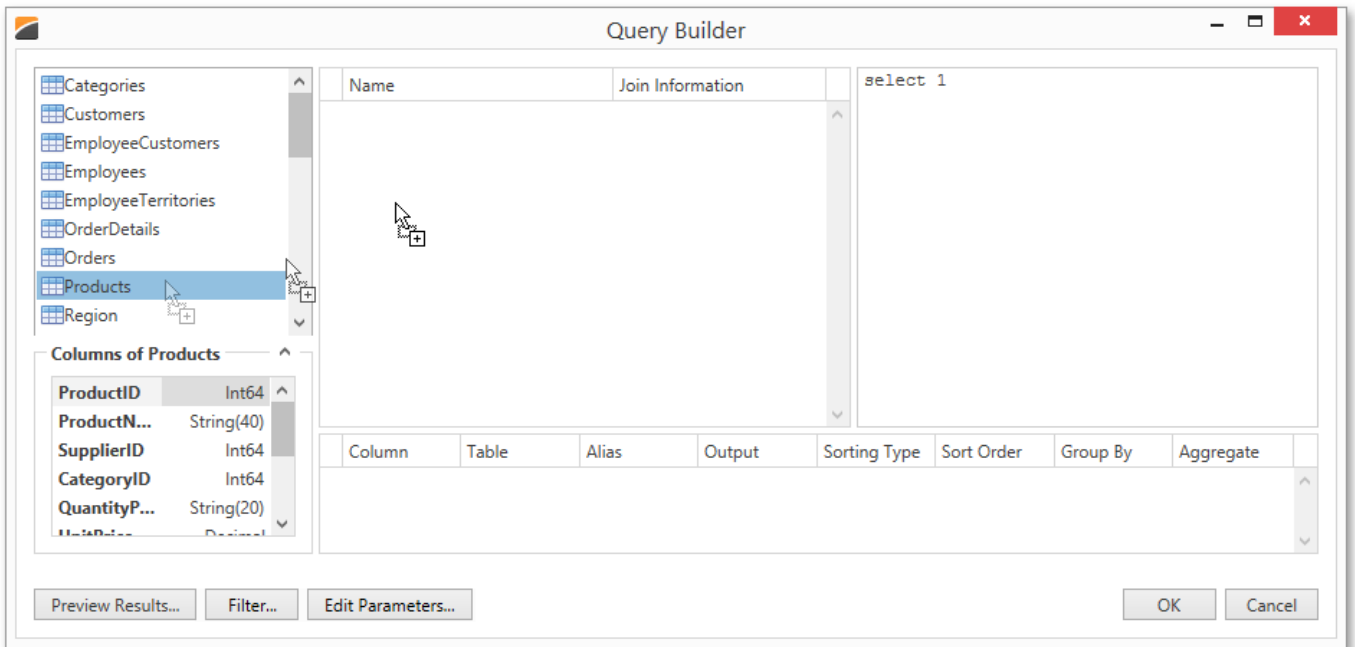 Query Builder
Categories
Customers
EmployeeCustomers
Employees
EmployeeTerritories
OrderDetails
Orders
Products
Region
Columns of Products
ProductID Int64
ProductN... String(40)
SupplierID Int64
CategoryID Int64
QuantityP... String(20)
UnitPrice Decimal
Name Join Information
select 1
Column Table Alias Output Sorting Type Sort Order Group By Aggregate
Preview Results... Filter... Edit Parameters... OK Cancel